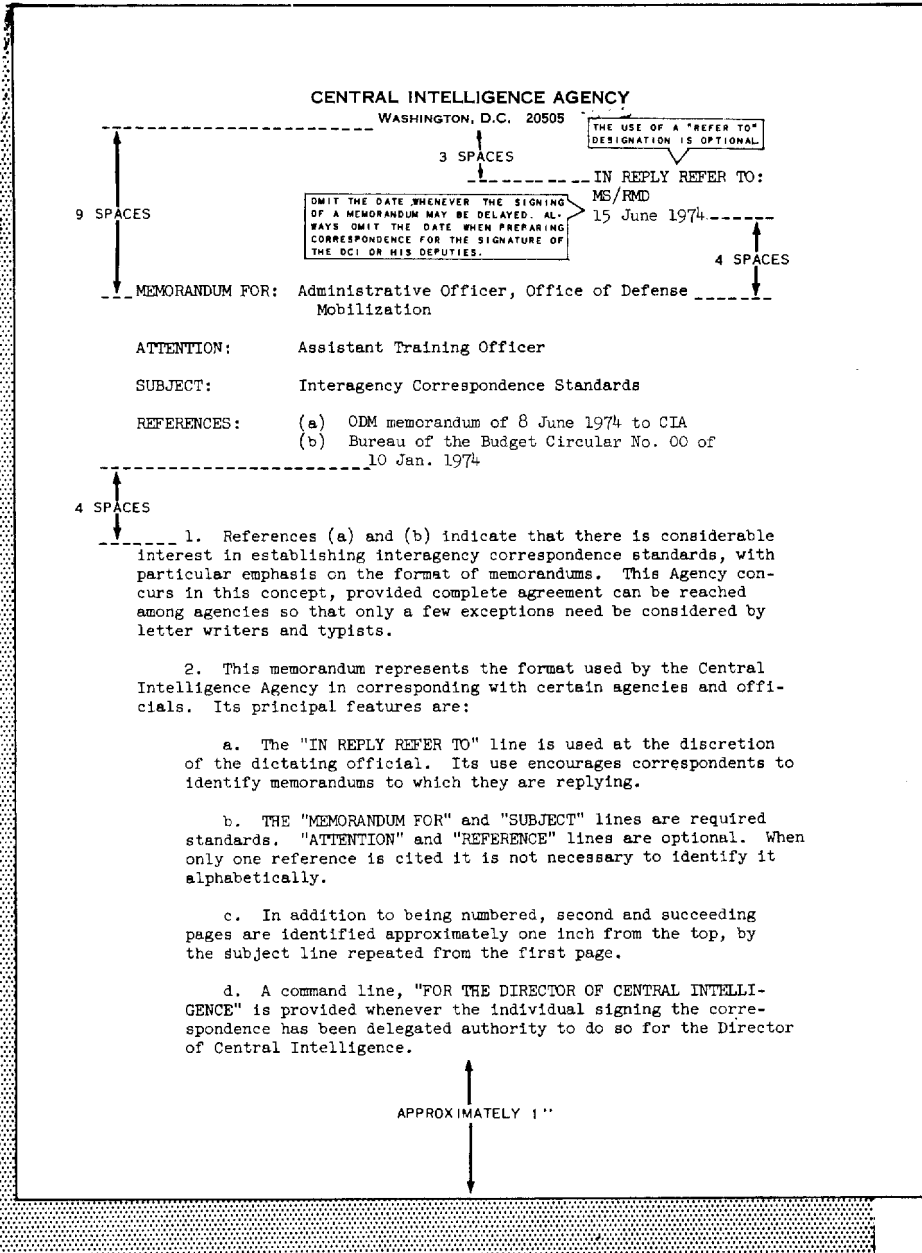 CENTRAL INTELLIGENCE AGENCY
WASHINGTON, D.C. 20505
THE USE OF A "REFER TO"
DESIGNATION IS OPTIONAL
3 SPACES
IN REPLY REFER TO:
MS/RMD
15 June 1974
OMIT THE DATE WHENEVER THE SIGNING
OF A MEMORANDUM MAY BE DELAYED. AL-
WAYS OMIT THE DATE WHEN PREPARING
CORRESPONDENCE FOR THE SIGNATURE OF
THE DCI OR HIS DEPUTIES.
9 SPACES
4 SPACES
MEMORANDUM FOR: Administrative Officer, Office of Defense
Mobilization
ATTENTION: Assistant Training Officer
SUBJECT: Interagency Correspondence Standards
REFERENCES: (a) ODM memorandum of 8 June 1974 to CIA
(b) Bureau of the Budget Circular No. 00 of
10 Jan. 1974
4 SPACES
1. References (a) and (b) indicate that there is considerable
interest in establishing interagency correspondence standards, with
particular emphasis on the format of memorandums. This Agency con-
curs in this concept, provided complete agreement can be reached
among agencies so that only a few exceptions need be considered by
letter writers and typists.
2. This memorandum represents the format used by the Central
Intelligence Agency in corresponding with certain agencies and offi-
cials. Its principal features are:
a. The "IN REPLY REFER TO" line is used at the discretion
of the dictating official. Its use encourages correspondents to
identify memorandums to which they are replying.
b. THE "MEMORANDUM FOR" and "SUBJECT" lines are required
standards. "ATTENTION" and "REFERENCE" lines are optional. When
only one reference is cited it is not necessary to identify it
alphabetically.
c. In addition to being numbered, second and succeeding
pages are identified approximately one inch from the top, by
the subject line repeated from the first page.
d. A command line, "FOR THE DIRECTOR OF CENTRAL INTELLI-
GENCE" is provided whenever the individual signing the corre-
spondence has been delegated authority to do so for the Director
of Central Intelligence.
APPROXIMATELY 1"